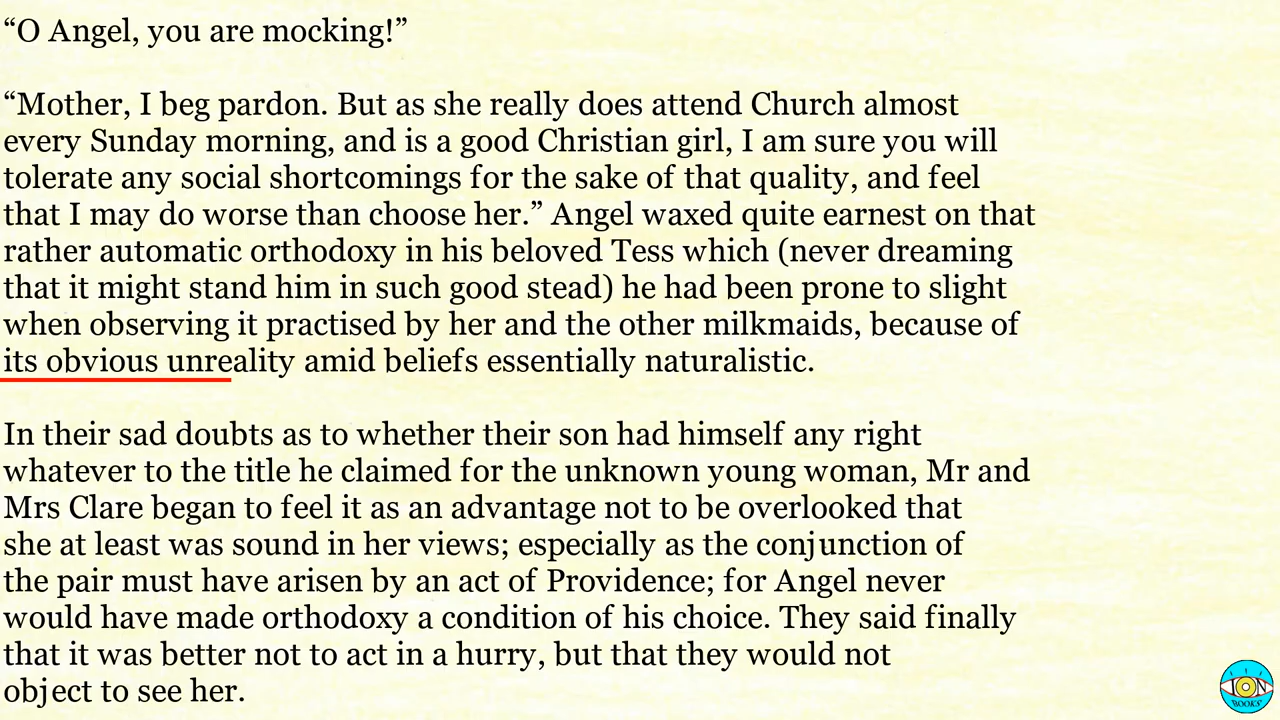 “O Angel, you are mocking!”
“Mother, I beg pardon. But as she really does attend Church almost
every Sunday morning, and is a good Christian girl, I am sure you will
tolerate any social shortcomings for the sake of that quality, and feel
that I may do worse than choose her.” Angel waxed quite earnest on that
rather automatic orthodoxy in his beloved Tess which (never dreaming
that it might stand him in such good stead) he had been prone to slight
when observing it practised by her and the other milkmaids, because of
its obvious unreality amid beliefs essentially naturalistic.
In their sad doubts as to whether their son had himself any right
whatever to the title he claimed for the unknown young woman, Mr and
Mrs Clare began to feel it as an advantage not to be overlooked that
she at least was sound in her views; especially as the conjunction of
the pair must have arisen by an act of Providence; for Angel never
would have made orthodoxy a condition of his choice. They said finally
that it was better not to act in a hurry, but that they would not
object to see her.
ION
BOOKS